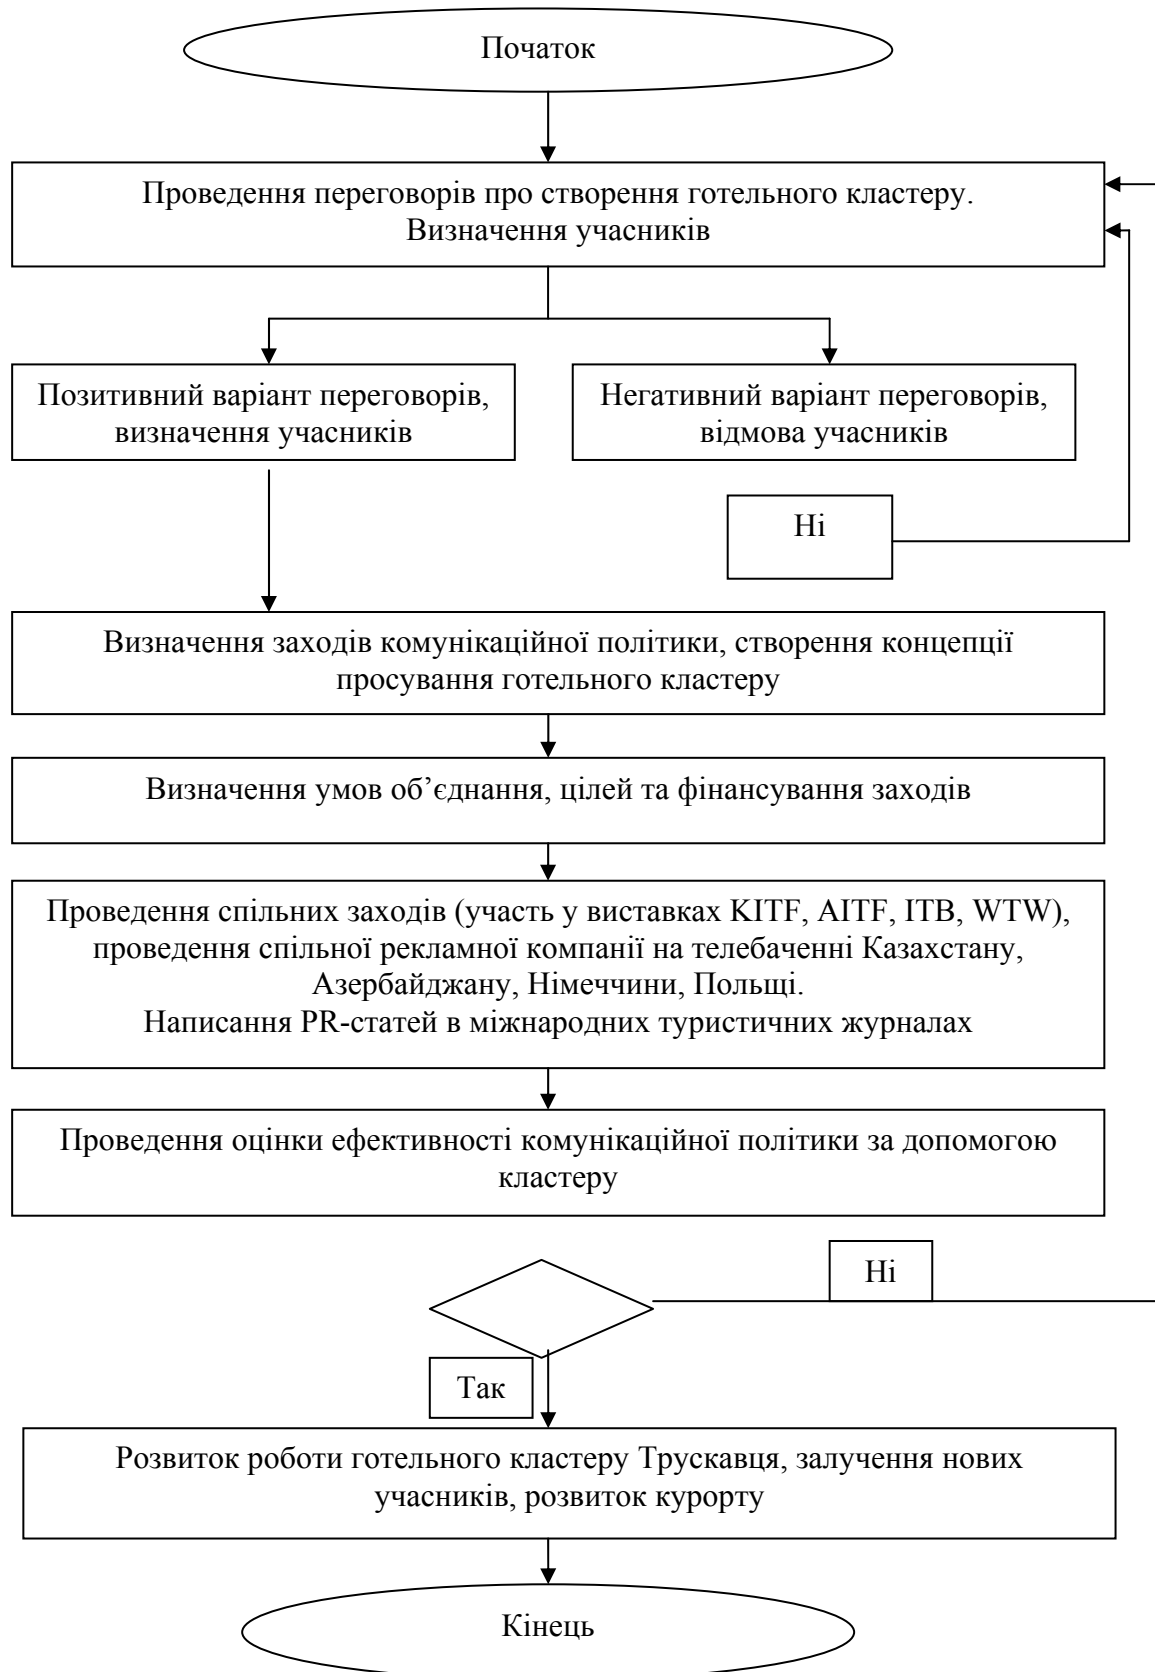 Початок
Проведення переговорів про створення готельного кластеру.
Визначення учасників
Позитивний варіант переговорів,
визначення учасників
Негативний варіант переговорів,
відмова учасників
Ні
Визначення заходів комунікаційної політики, створення концепції
просування готельного кластеру
Визначення умов об’єднання, цілей та фінансування заходів
Проведення спільних заходів (участь у виставках KITF, AITF, ITB, WTW),
проведення спільної рекламної компанії на телебаченні Казахстану,
Азербайджану, Німеччини, Польщі.
Написання PR-статей в міжнародних туристичних журналах
Проведення оцінки ефективності комунікаційної політики за допомогою
кластеру
Ні
Так
Розвиток роботи готельного кластеру Трускавця, залучення нових
учасників, розвиток курорту
Кінець